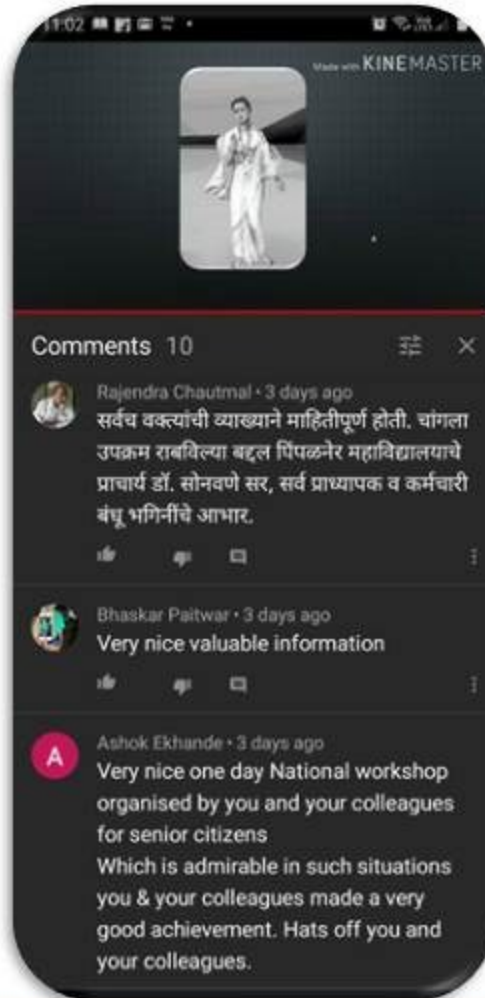 11:02
Made with KINEMASTER
Comments 10
Rajendra Chautmal • 3 days ago
सर्वच वक्त्यांची व्याख्याने माहितीपूर्ण होती. चांगला
उपक्रम राबविल्या बद्दल पिंपळनेर महाविद्यालयाचे
प्राचार्य डॉ. सोनवणे सर, सर्व प्राध्यापक व कर्मचारी
बंधू भगिनींचे आभार.
Bhaskar Paitwar • 3 days ago
Very nice valuable information
A
Ashok Ekhande • 3 days ago
Very nice one day National workshop
organised by you and your colleagues
for senior citizens
Which is admirable in such situations
you & your colleagues made a very
good achievement. Hats off you and
your colleagues.